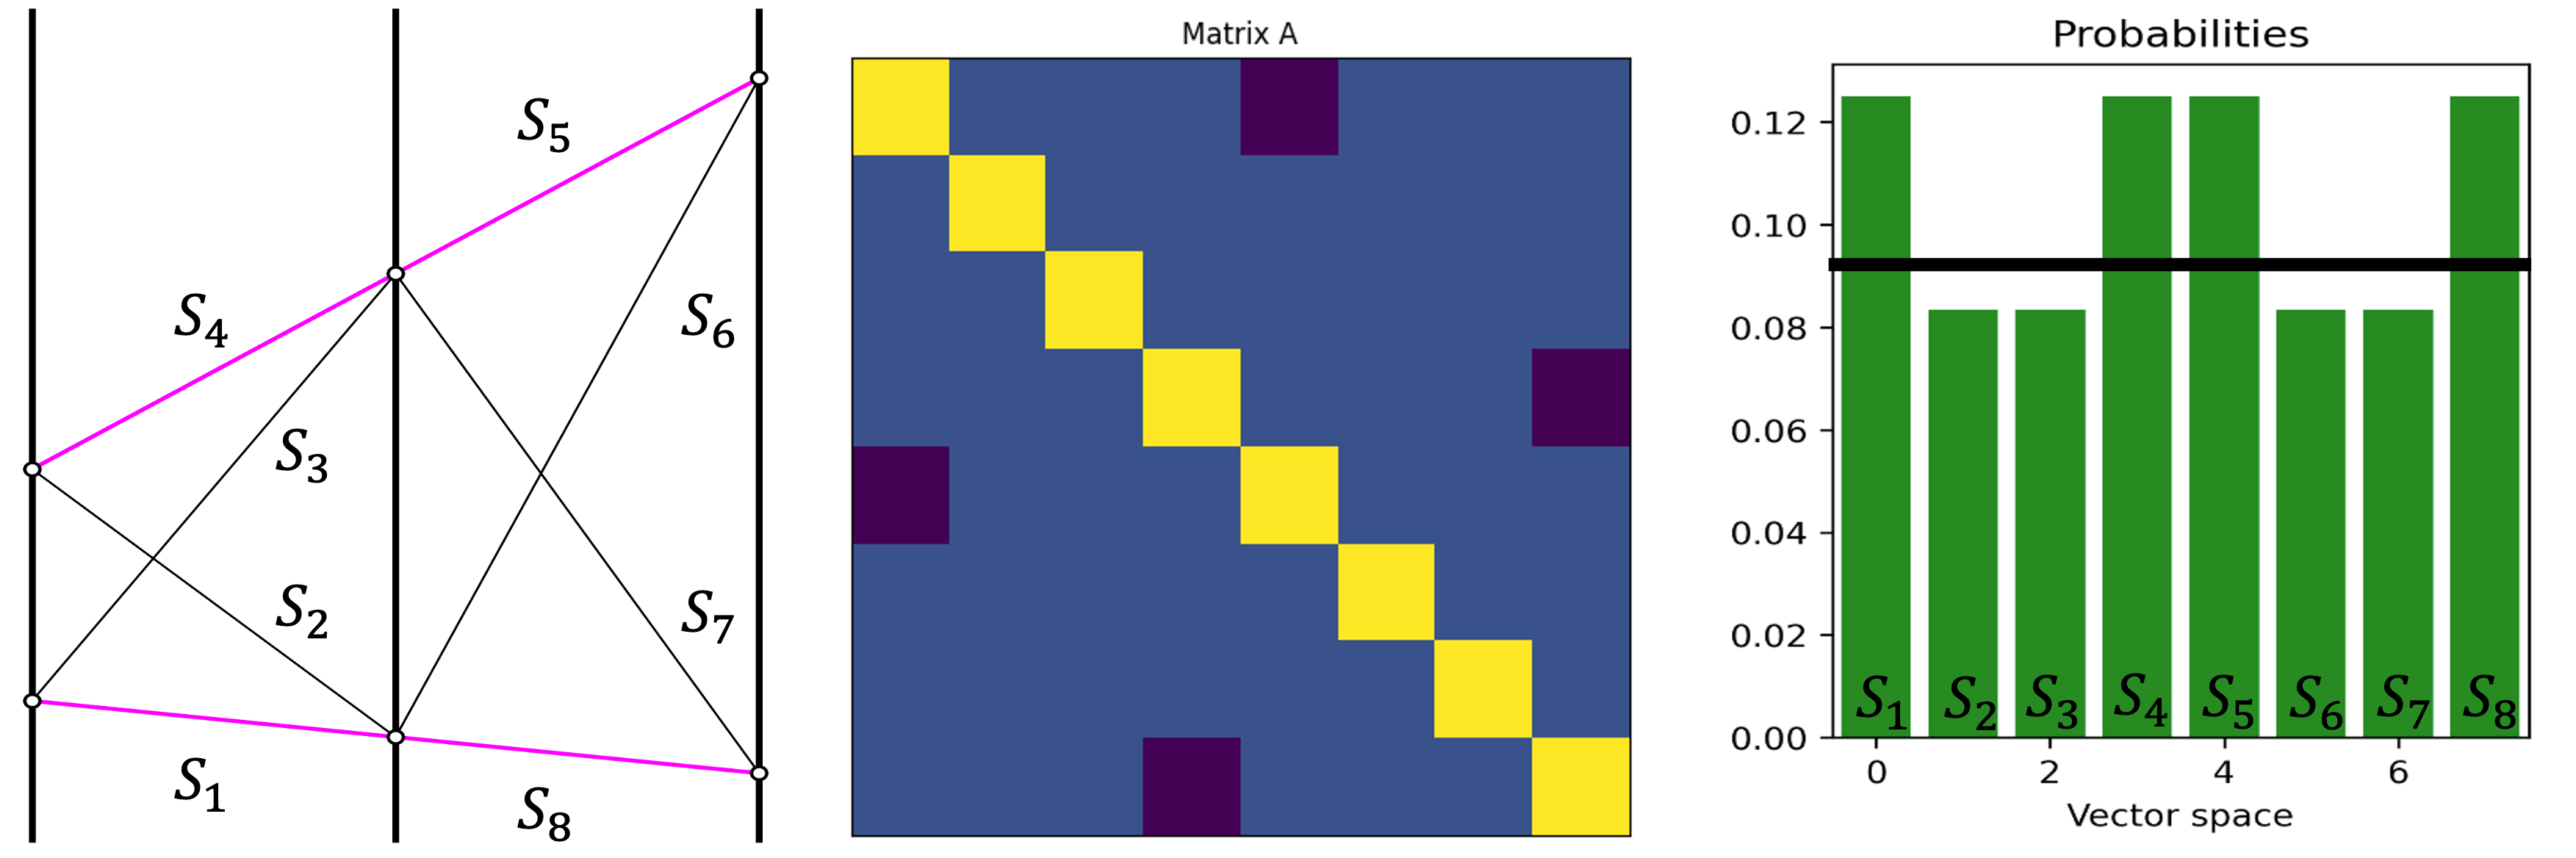 S5
S4
S6
S3
S2
S7
S1
S8
Matrix A
Probabilities
0.12
0.10
0.08
0.06
0.04
0.02
0.00
S1 S2 S3 S4 S5 S6 S7 S8
0 2 4 6
Vector space